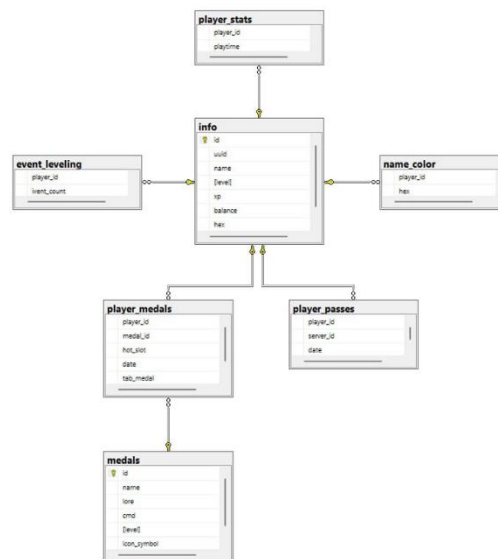 player_stats
player_id
playtime
info
id
uuid
name
[level]
xp
balance
hex
event_leveling
player_id
ivent_count
name_color
player_id
hex
player_medals
player_id
medal_id
hot_slot
date
tab_medal
player_passes
player_id
server_id
date
medals
id
name
lore
cmd
[level]
icon_symbol